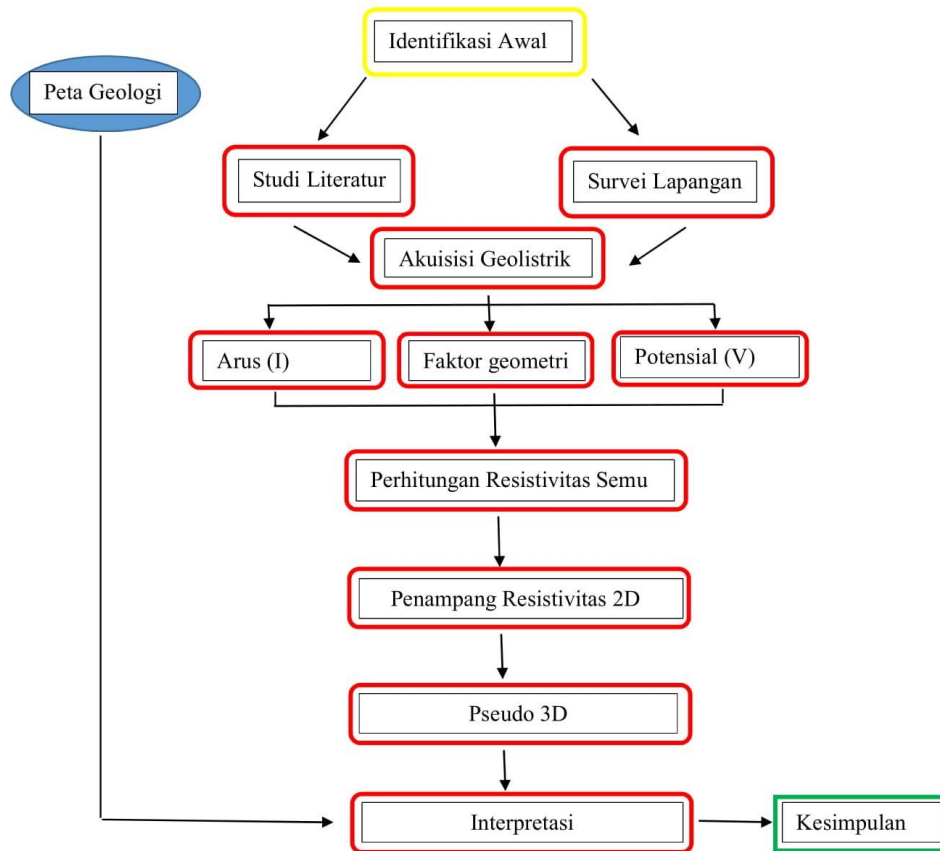 Identifikasi Awal
Peta Geologi
Studi Literatur
Survei Lapangan
Akuisisi Geolistrik
Arus (I)
Faktor geometri
Potensial (V)
Perhitungan Resistivitas Semu
Penampang Resistivitas 2D
Pseudo 3D
Interpretasi
Kesimpulan